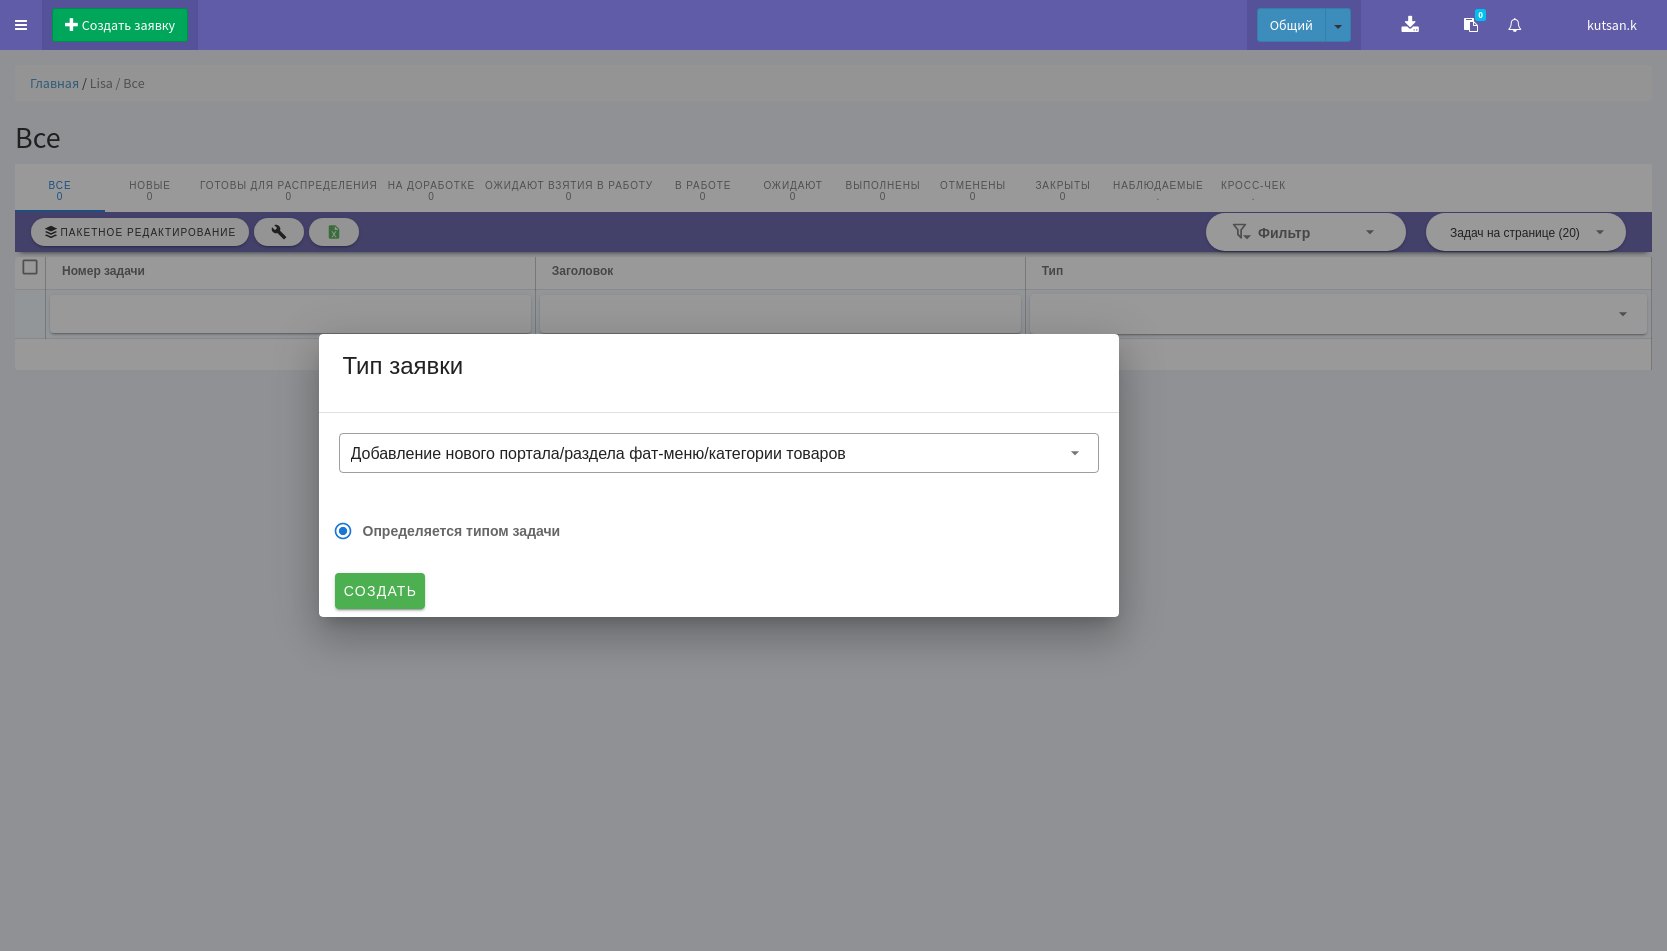 Создать заявку
Общий
0
kutsan.k
Главная / Lisa / Все
Все
ВСЕ
0
НОВЫЕ
0
ГОТОВЫ ДЛЯ РАСПРЕДЕЛЕНИЯ
0
НА ДОРАБОТКЕ
0
ОЖИДАЮТ ВЗЯТИЯ В РАБОТУ
0
В РАБОТЕ
0
ОЖИДАЮТ
0
ВЫПОЛНЕНЫ
0
ОТМЕНЕНЫ
0
ЗАКРЫТЫ
0
НАБЛЮДАЕМЫЕ
.
КРОСС-ЧЕК
.
ПАКЕТНОЕ РЕДАКТИРОВАНИЕ
Фильтр
Задач на странице (20)
Номер задачи
Заголовок
Тип
Тип заявки
Добавление нового портала/раздела фат-меню/категории товаров
Определяется типом задачи
СОЗДАТЬ